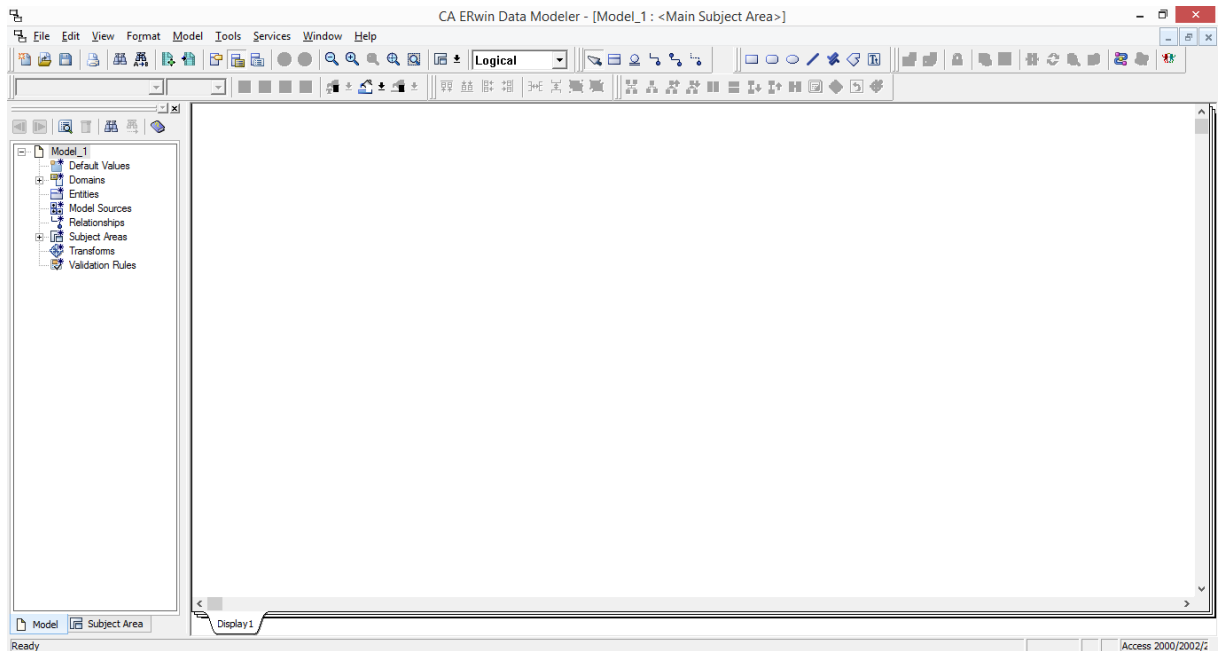 CA ERwin Data Modeler - [Model_1 : <Main Subject Area>]
File Edit View Format Model Tools Services Window Help
Logical
Model_1
Default Values
Domains
Entities
Model Sources
Relationships
Subject Areas
Transforms
Validation Rules
Model Subject Area
Display1
Ready
Access 2000/2002/2